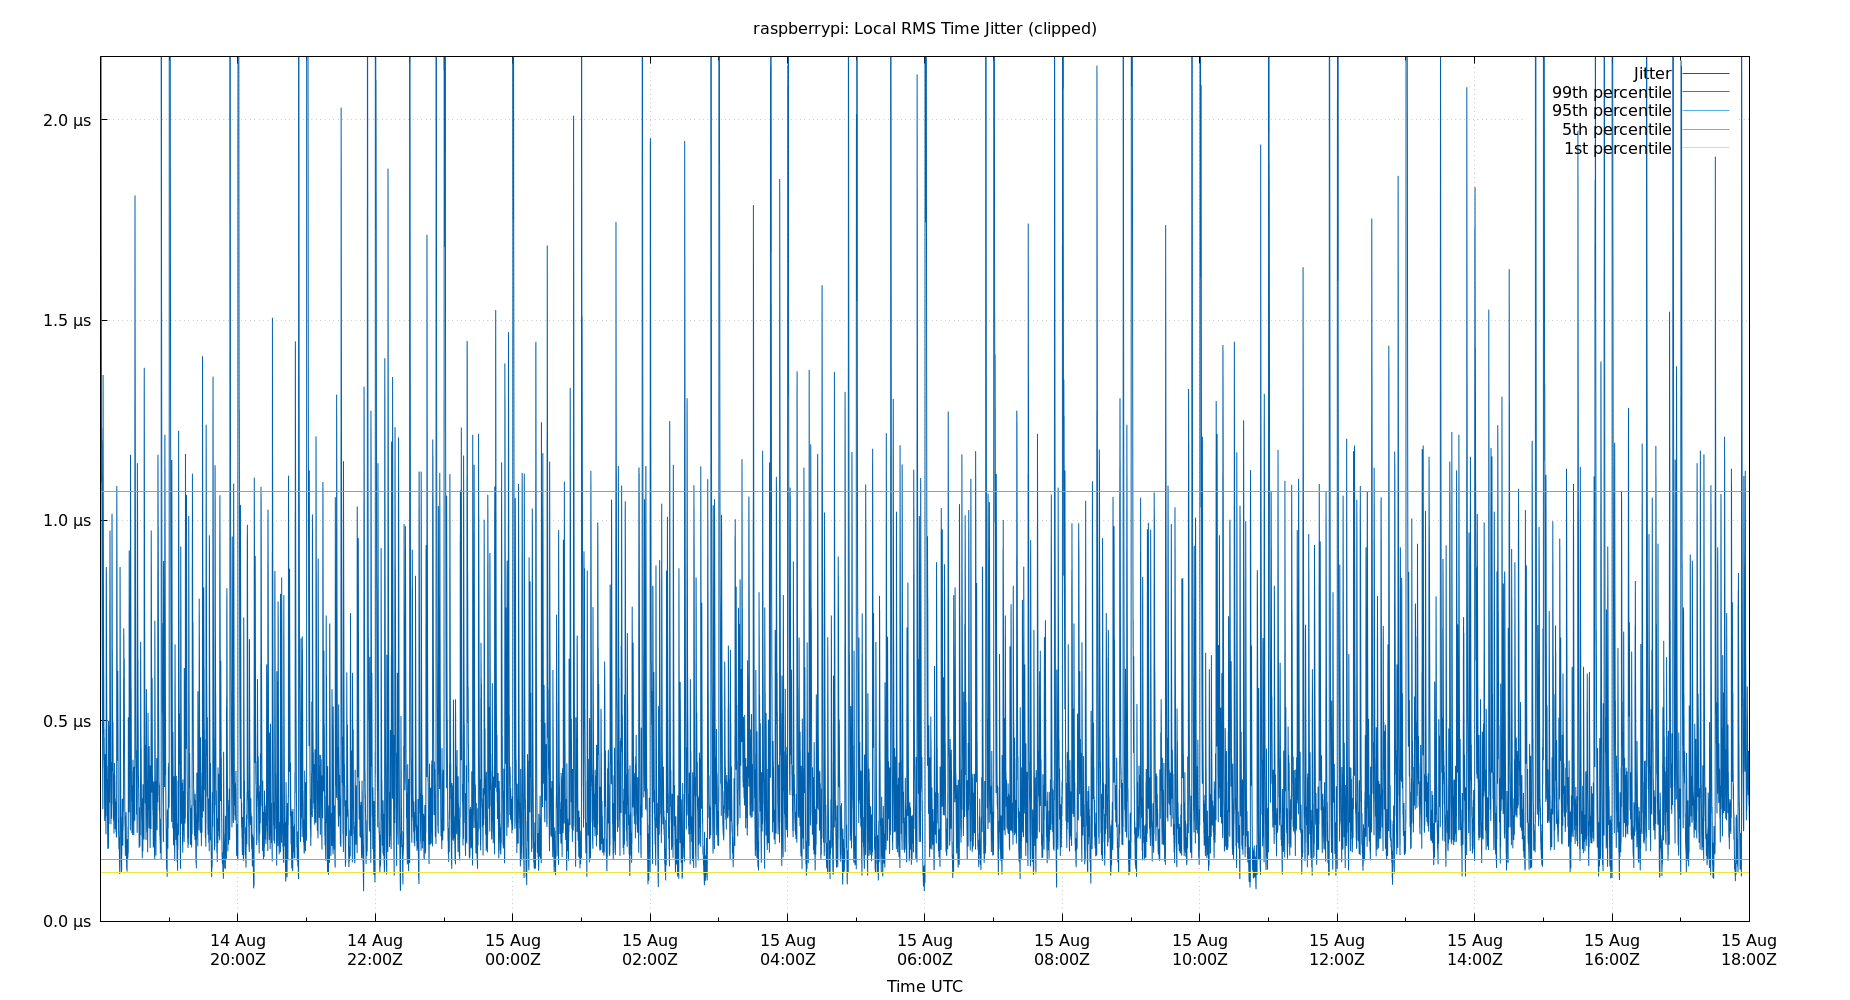 raspberrypi: Local RMS Time Jitter (clipped)
Jitter
99th percentile
95th percentile
5th percentile
1st percentile
2.0 µs
1.5 µs
1.0 µs
0.5 µs
0.0 µs
14 Aug 14 Aug 15 Aug 15 Aug 15 Aug 15 Aug 15 Aug 15 Aug 15 Aug 15 Aug 15 Aug 15 Aug
20:00Z 22:00Z 00:00Z 02:00Z 04:00Z 06:00Z 08:00Z 10:00Z 12:00Z 14:00Z 16:00Z 18:00Z
Time UTC